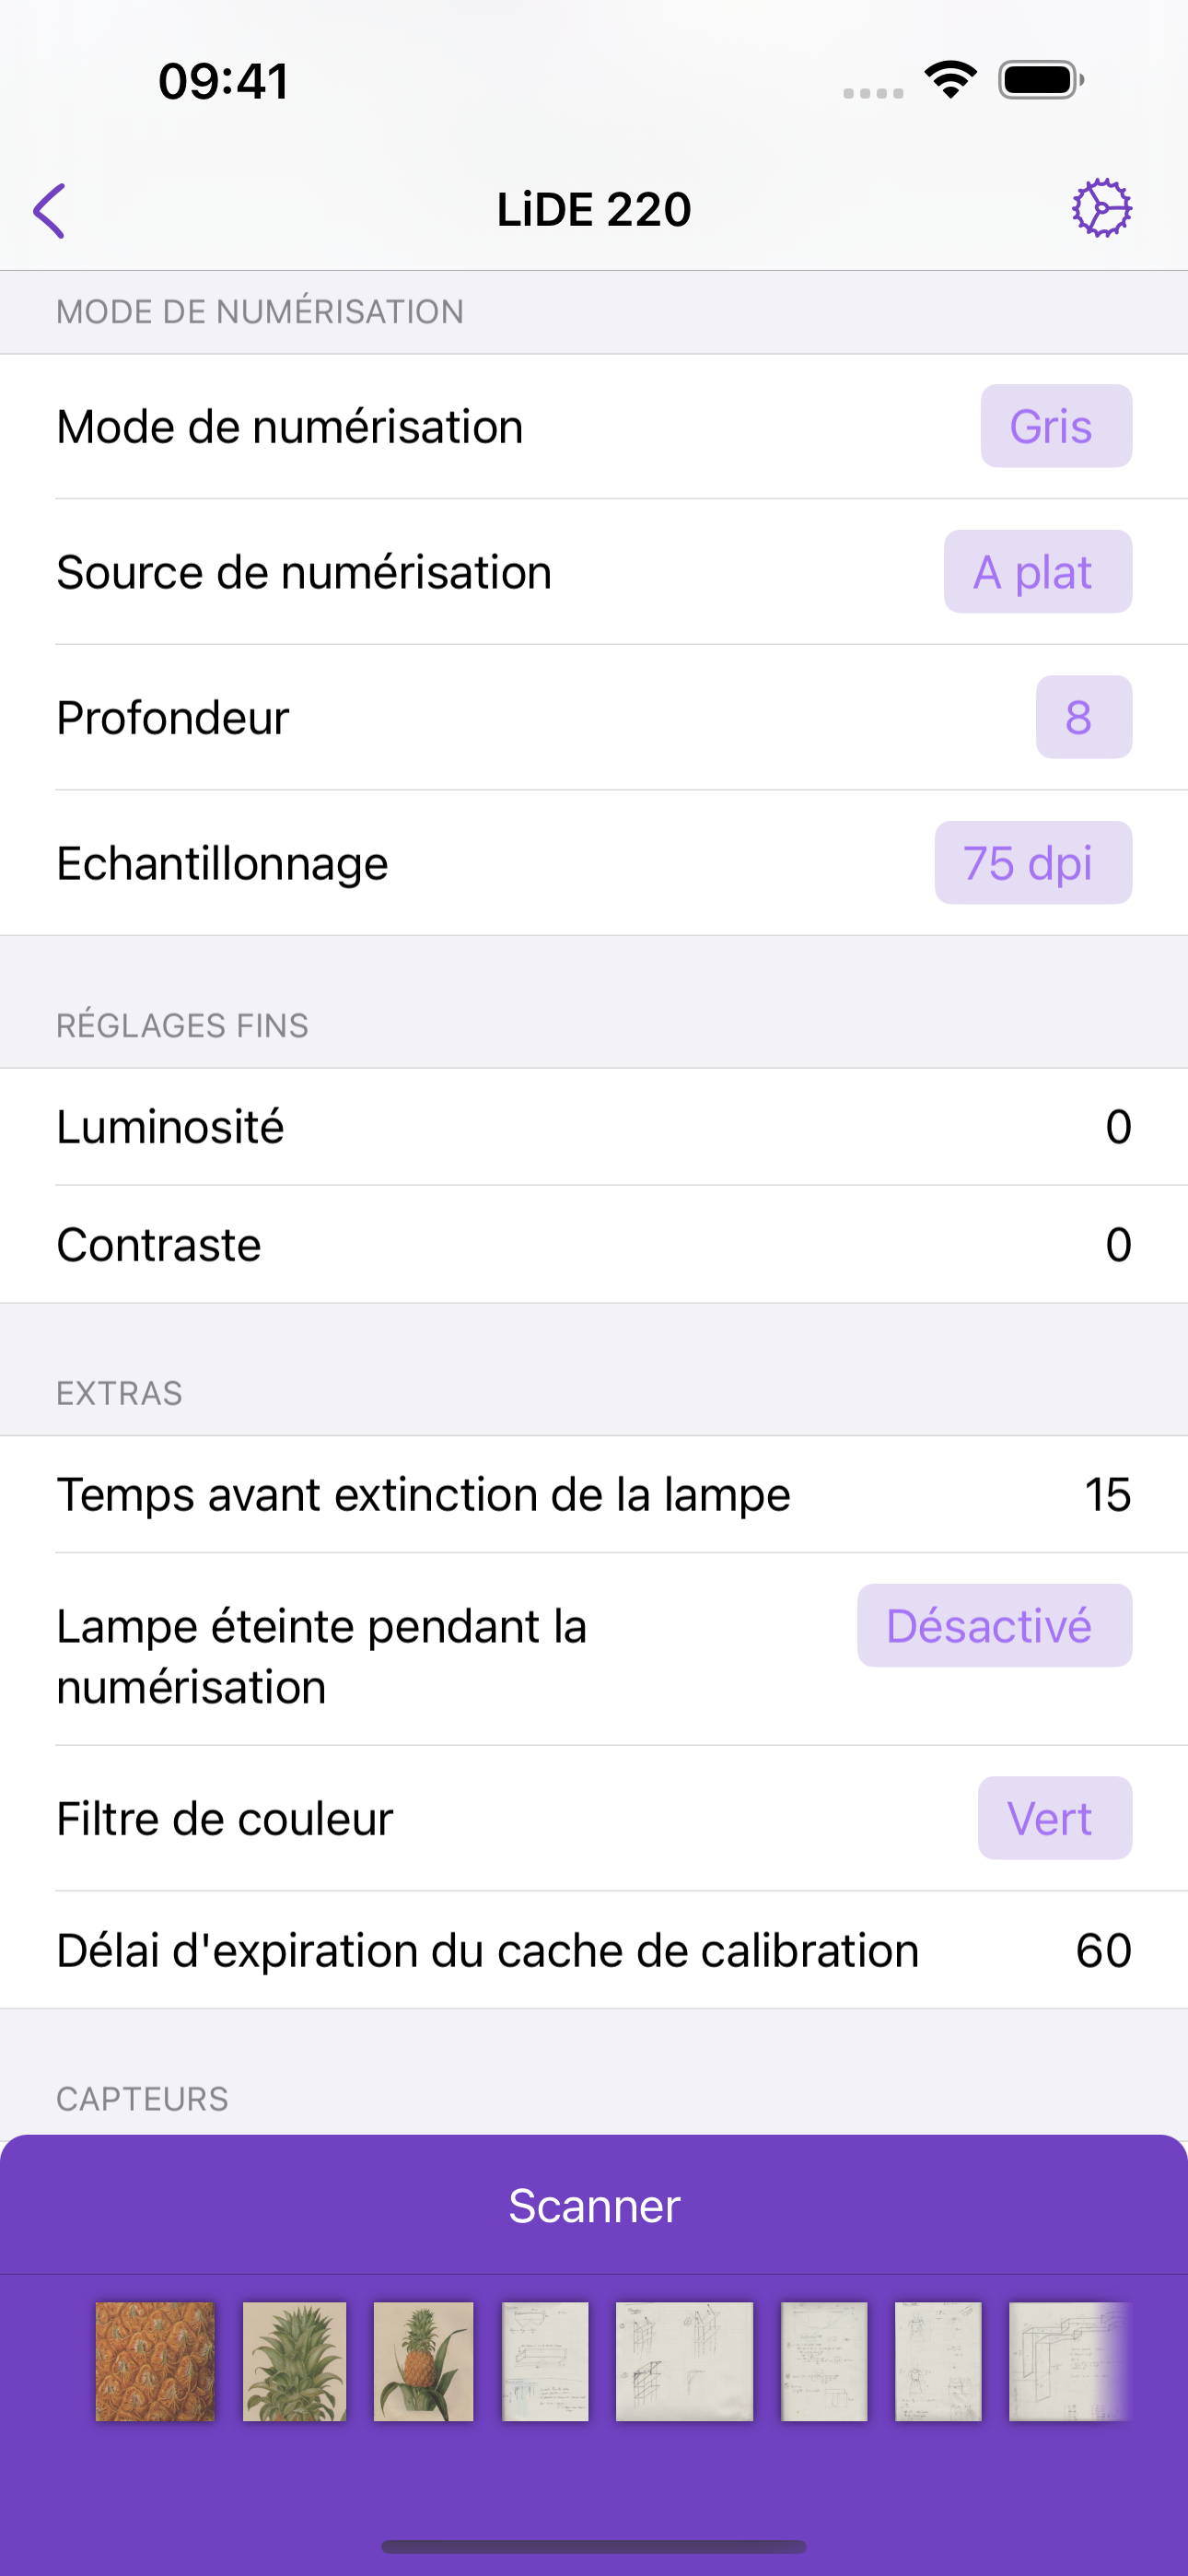 09:41
LiDE 220
MODE DE NUMÉRISATION
Mode de numérisation Gris
Source de numérisation A plat
Profondeur 8
Echantillonnage 75 dpi
RÉGLAGES FINS
Luminosité 0
Contraste 0
EXTRAS
Temps avant extinction de la lampe 15
Lampe éteinte pendant la Désactivé
numérisation
Filtre de couleur Vert
Délai d'expiration du cache de calibration 60
CAPTEURS
Scanner